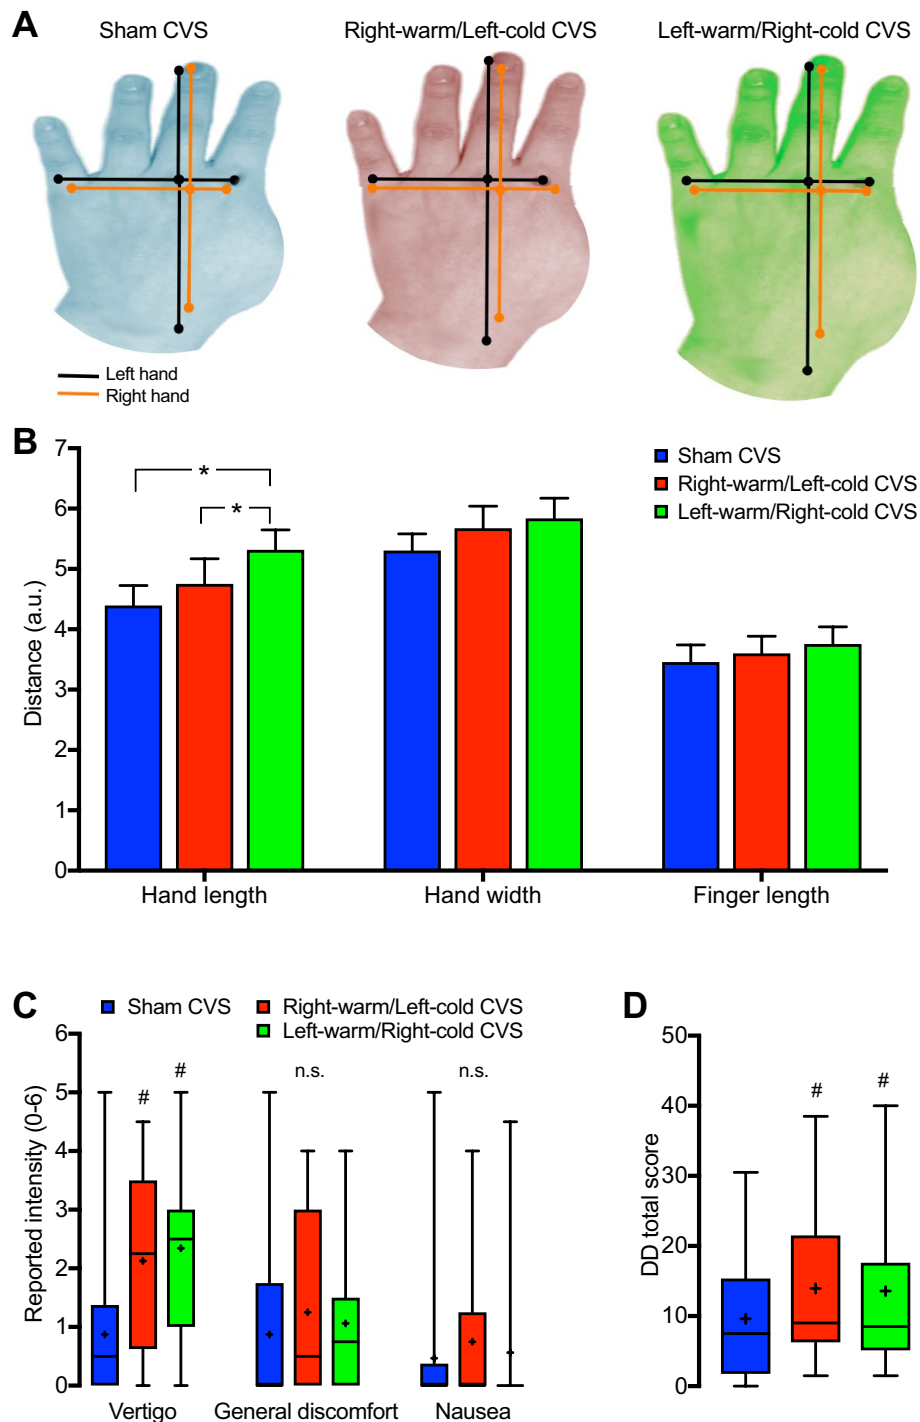 A
Sham CVS
Right-warm/Left-cold CVS
Left-warm/Right-cold CVS
Left hand
Right hand
B
7
6
5
4
3
2
1
0
Distance (a.u.)
*
*
Sham CVS
Right-warm/Left-cold CVS
Left-warm/Right-cold CVS
Hand length
Hand width
Finger length
C
Sham CVS
Right-warm/Left-cold CVS
Left-warm/Right-cold CVS
6
5
4
3
2
1
0
Reported intensity (0-6)
#
#
n.s.
n.s.
Vertigo
General discomfort
Nausea
D
50
40
30
20
10
0
DD total score
#
#